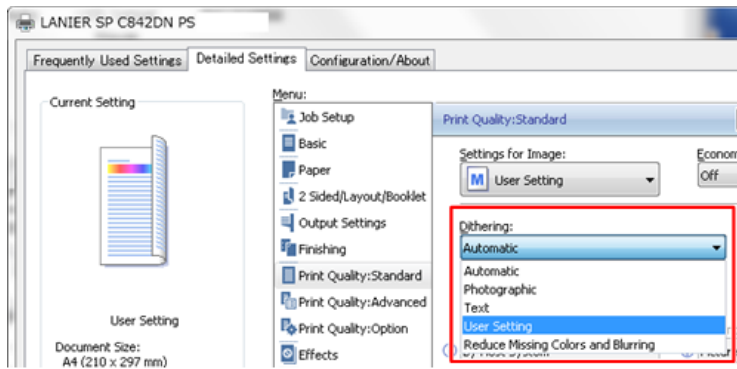 LANIER SP C842DN PS
Frequently Used Settings
Detailed Settings
Configuration/About
Current Setting
User Setting
Document Size:
A4 (210 x 297 mm)
Menu:
Job Setup
Basic
Paper
2 Sided/Layout/Booklet
Output Settings
Finishing
Print Quality:Standard
Print Quality:Advanced
Print Quality:Option
Effects
Print Quality:Standard
Settings for Image:
M User Setting
Off
Dithering:
Automatic
Automatic
Photographic
Text
User Setting
Reduce Missing Colors and Blurring